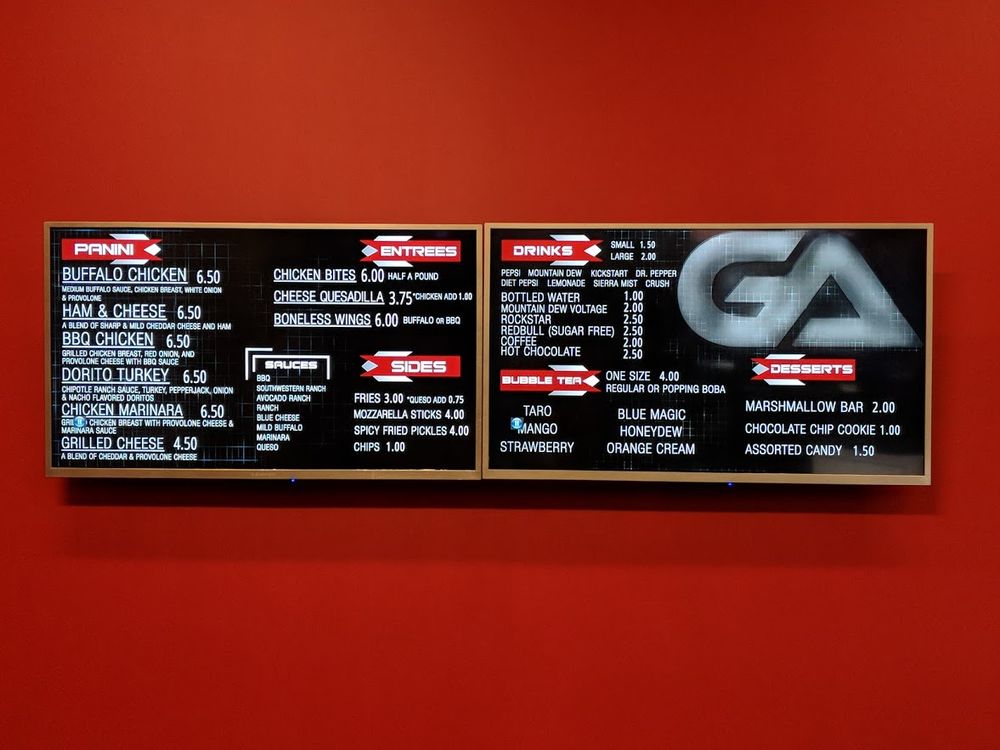 PANINI
BUFFALO CHICKEN 6.50
MEDIUM BUFFALO SAUCE, CHICKEN BREAST, WHITE ONION
& PROVOLONE
HAM & CHEESE 6.50
A BLEND OF SHARP & MILD CHEDDAR CHEESE AND HAM
BBQ CHICKEN 6.50
GRILLED CHICKEN BREAST, RED ONION, AND
PROVOLONE CHEESE WITH BBQ SAUCE
DORITO TURKEY 6.50
CHIPOTLE RANCH SAUCE, TURKEY, PEPPERJACK, ONION
& NACHO FLAVORED DORITOS
CHICKEN MARINARA 6.50
CHICKEN BREAST WITH PROVOLONE CHEESE &
MARINARA SAUCE
GRILLED CHEESE 4.50
A BLEND OF CHEDDAR & PROVOLONE CHEESE
ENTREES
CHICKEN BITES 6.00 HALF A POUND
CHEESE QUESADILLA 3.75 *CHICKEN ADD 1.00
BONELESS WINGS 6.00 BUFFALO OR BBQ
SAUCES
BBQ
SOUTHWESTERN RANCH
AVOCADO RANCH
RANCH
BLUE CHEESE
MILD BUFFALO
MARINARA
QUESO
SIDES
FRIES 3.00 *QUESO ADD 0.75
MOZZARELLA STICKS 4.00
SPICY FRIED PICKLES 4.00
CHIPS 1.00
DRINKS
SMALL 1.50
LARGE 2.00
PEPSI MOUNTAIN DEW KICKSTART DR. PEPPER
DIET PEPSI LEMONADE SIERRA MIST CRUSH
BOTTLED WATER 1.00
MOUNTAIN DEW VOLTAGE 2.00
ROCKSTAR 2.50
REDBULL (SUGAR FREE) 2.50
COFFEE 2.00
HOT CHOCOLATE 2.50
GA
BUBBLE TEA
ONE SIZE 4.00
REGULAR OR POPPING BOBA
TARO
MANGO
STRAWBERRY
BLUE MAGIC
HONEYDEW
ORANGE CREAM
DESSERTS
MARSHMALLOW BAR 2.00
CHOCOLATE CHIP COOKIE 1.00
ASSORTED CANDY 1.50